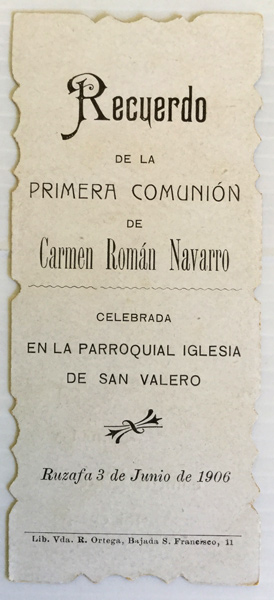 Recuerdo
DE LA
PRIMERA COMUNIÓN
DE
Carmen Román Navarro
CELEBRADA
EN LA PARROQUIAL IGLESIA
DE SAN VALERO
Ruzafa 3 de Junio de 1906
Lib. Vda. R. Ortega, Bajada S. Francisco, 11